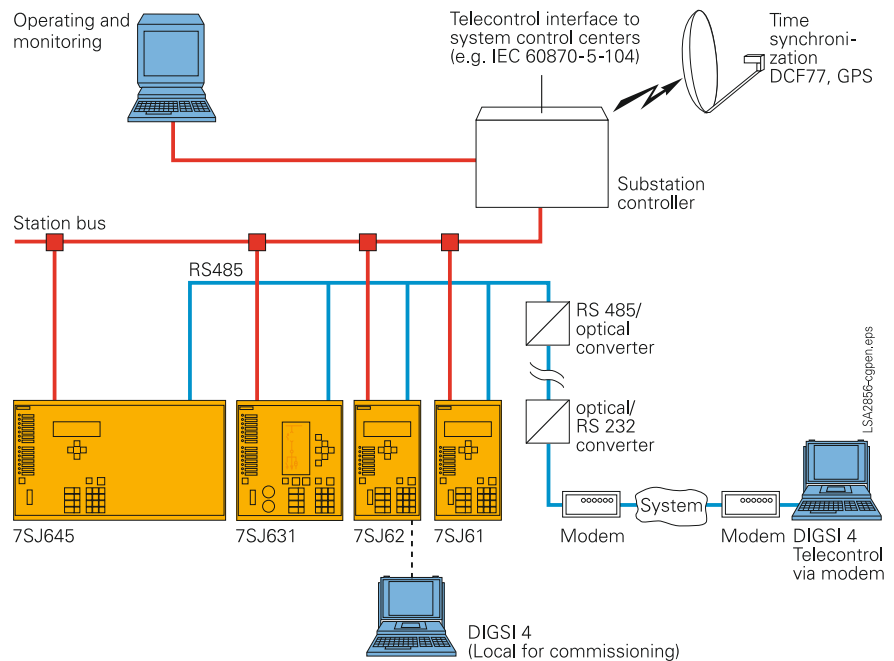 Operating and
monitoring
Telecontrol interface to
system control centers
(e.g. IEC 60870-5-104)
Time
synchroni-
zation
DCF77, GPS
Substation
controller
Station bus
RS485
RS 485/
optical
converter
optical/
RS 232
converter
LSA2856-cgpen.eps
System
7SJ645
7SJ631
7SJ62
7SJ61
Modem
Modem
DIGSI 4
Telecontrol
via modem
DIGSI 4
(Local for commissioning)